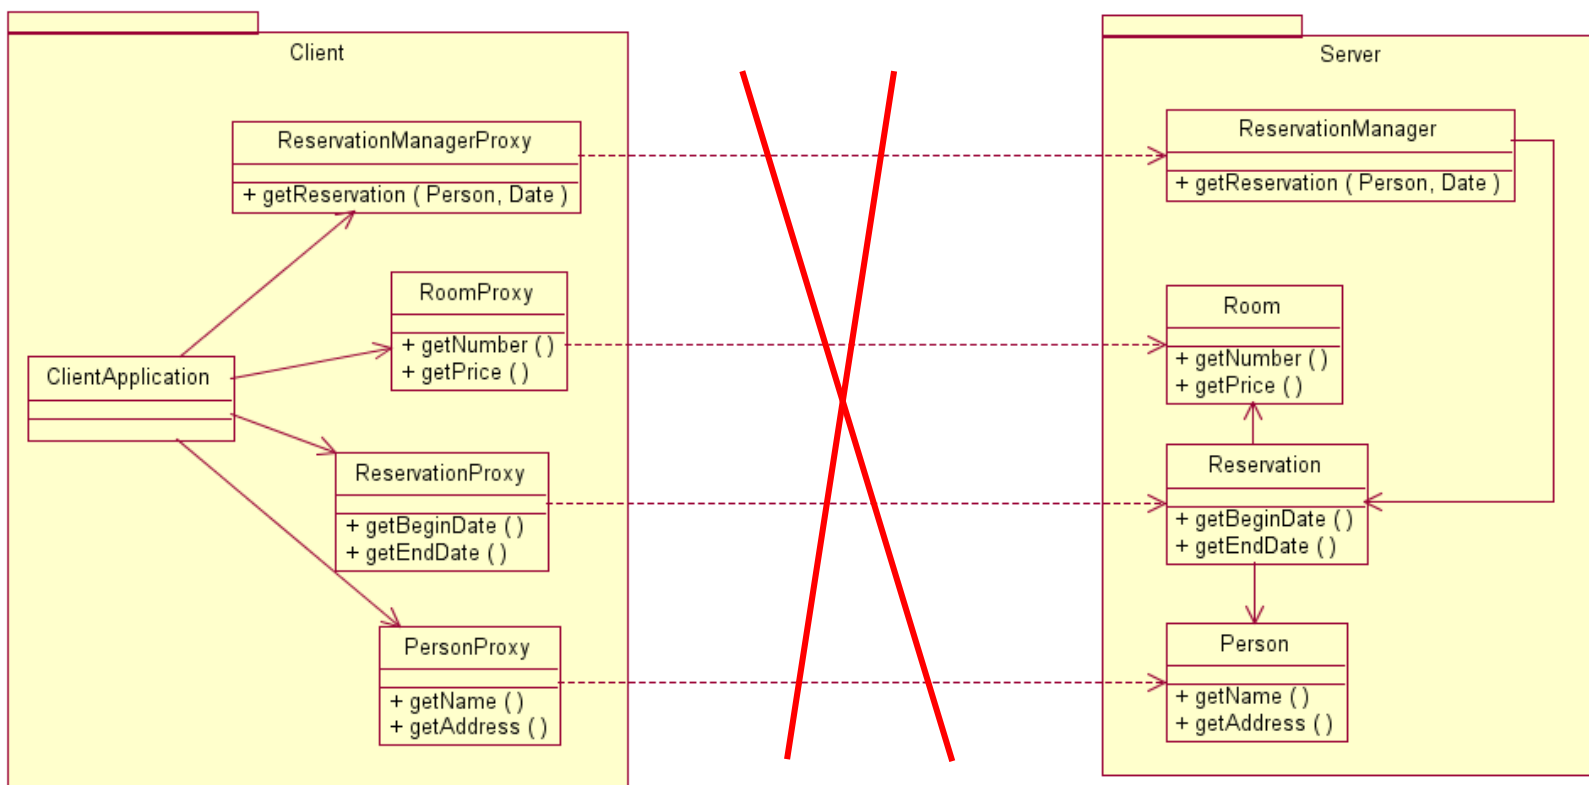 Client
ReservationManagerProxy
+ getReservation ( Person, Date )
RoomProxy
+ getNumber ( )
+ getPrice ( )
ClientApplication
ReservationProxy
+ getBeginDate ( )
+ getEndDate ( )
PersonProxy
+ getName ( )
+ getAddress ( )
Server
ReservationManager
+ getReservation ( Person, Date )
Room
+ getNumber ( )
+ getPrice ( )
Reservation
+ getBeginDate ( )
+ getEndDate ( )
Person
+ getName ( )
+ getAddress ( )